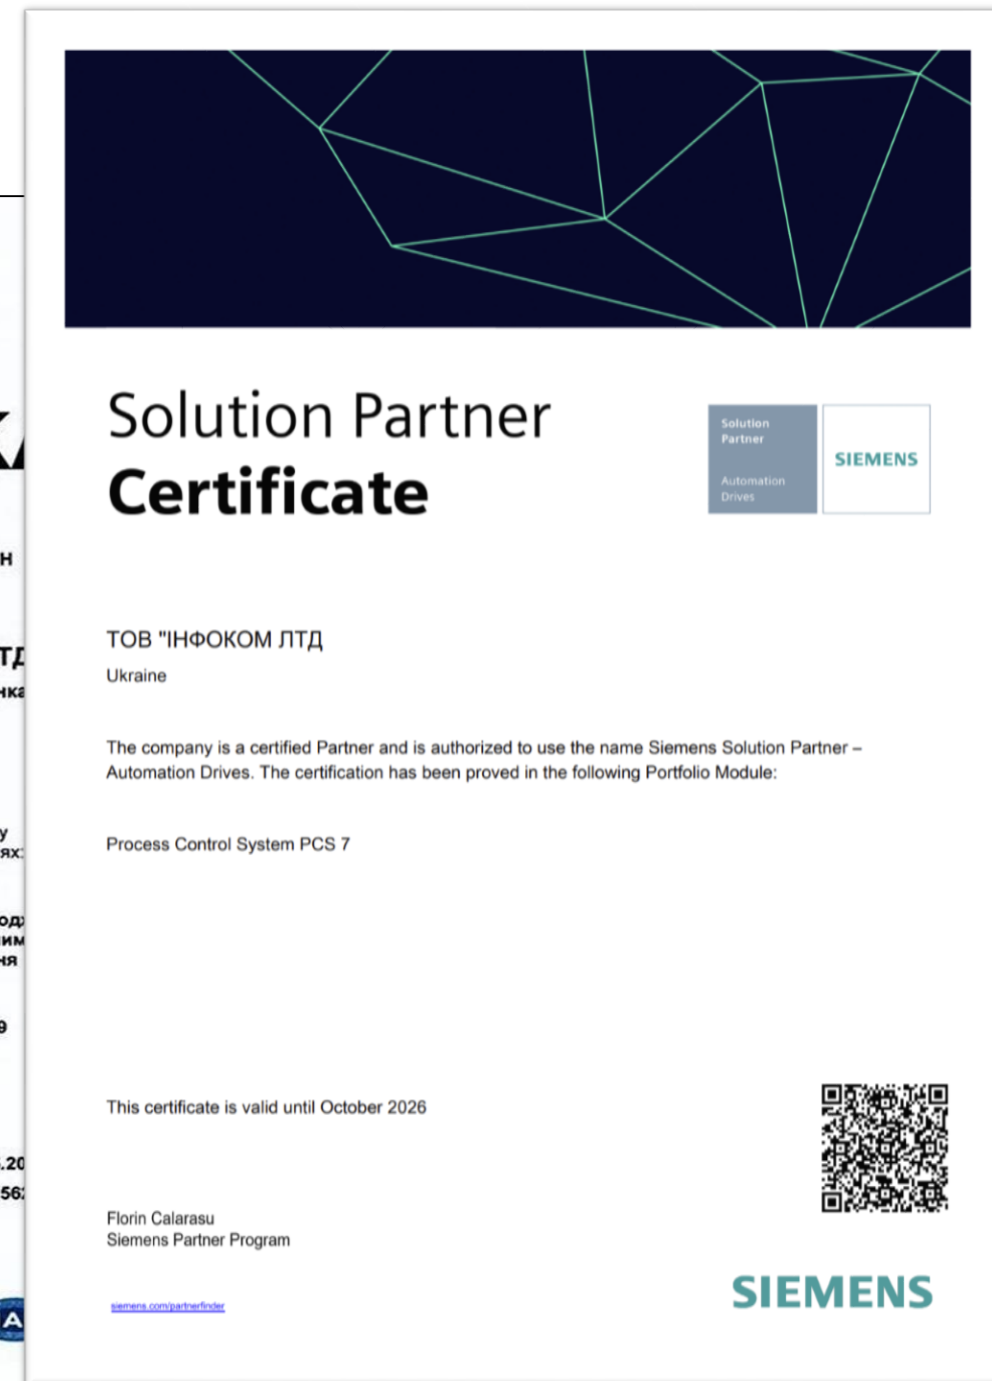 Solution Partner
Certificate
Solution
Partner
Automation
Drives
SIEMENS
ТОВ "ІНФОКОМ ЛТД
Ukraine
The company is a certified Partner and is authorized to use the name Siemens Solution Partner –
Automation Drives. The certification has been proved in the following Portfolio Module:
Process Control System PCS 7
This certificate is valid until October 2026
Florin Calarasu
Siemens Partner Program
siemens.com/partnerfinder
SIEMENS